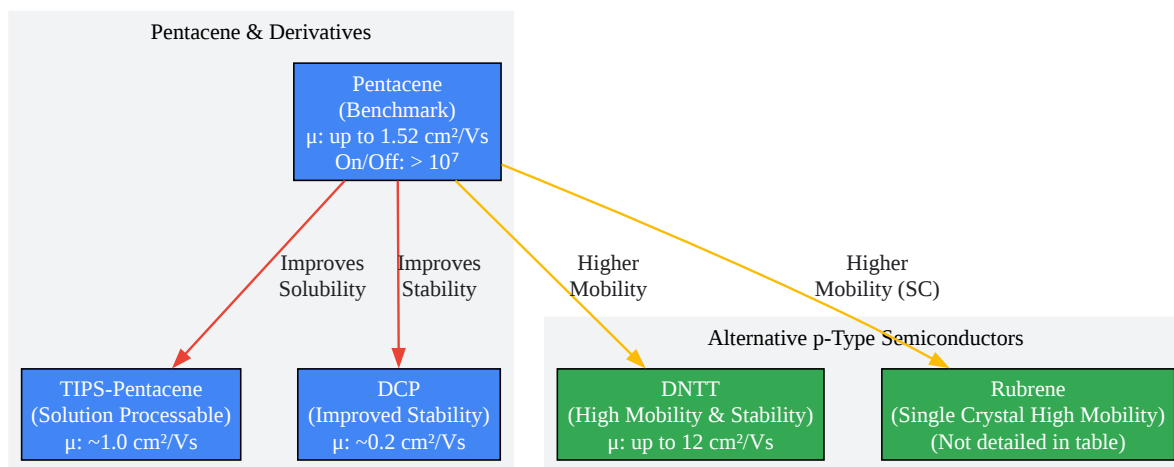 Pentacene & Derivatives
Pentacene
(Benchmark)
μ: up to 1.52 cm²/Vs
On/Off: > 10⁷
Improves
Solubility
Improves
Stability
Higher
Mobility
Higher
Mobility (SC)
Alternative p-Type Semiconductors
TIPS-Pentacene
(Solution Processable)
μ: ~1.0 cm²/Vs
DCP
(Improved Stability)
μ: ~0.2 cm²/Vs
DNTT
(High Mobility & Stability)
μ: up to 12 cm²/Vs
Rubrene
(Single Crystal High Mobility)
(Not detailed in table)